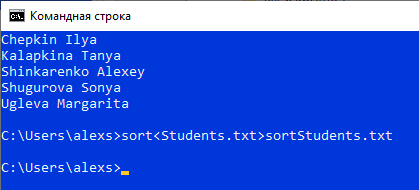 Командная строка
Chepkin Ilya
Kalapkina Tanya
Shinkarenko Alexey
Shugurova Sonya
Ugleva Margarita
C:\Users\alexs>sort<Students.txt>sortStudents.txt
C:\Users\alexs>